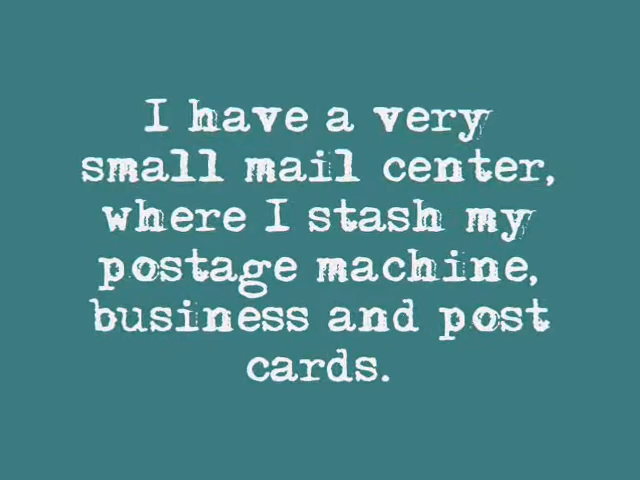 I have a very
small mail center,
where I stash my
postage machine,
business and post
cards.